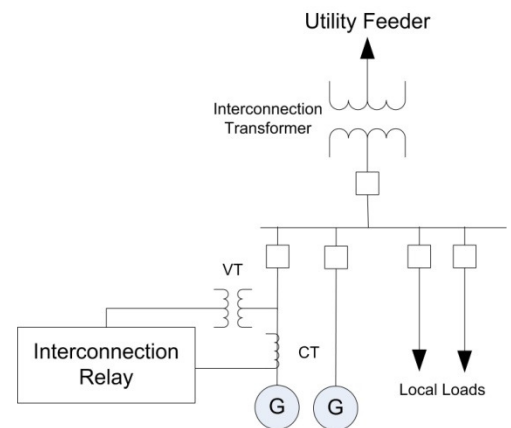 Utility Feeder
Interconnection
Transformer
VT
CT
Interconnection
Relay
G
G
Local Loads